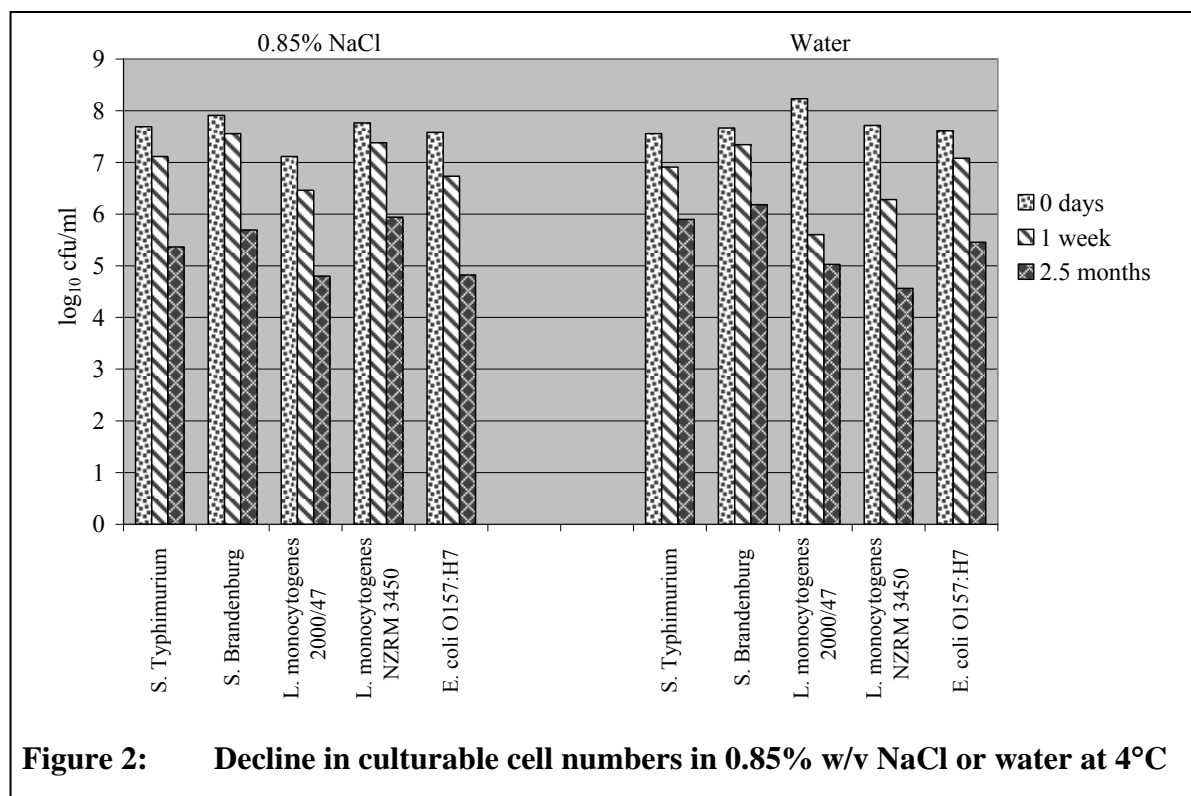 0.85% NaCl
Water
9
8
7
6
5
4
3
2
1
0
log10 cfu/ml
0 days
1 week
2.5 months
S. Typhimurium
S. Brandenburg
L. monocytogenes
2000/47
L. monocytogenes
NZRM 3450
E. coli O157:H7
S. Typhimurium
S. Brandenburg
L. monocytogenes
2000/47
L. monocytogenes
NZRM 3450
E. coli O157:H7
Figure 2: Decline in culturable cell numbers in 0.85% w/v NaCl or water at 4°C